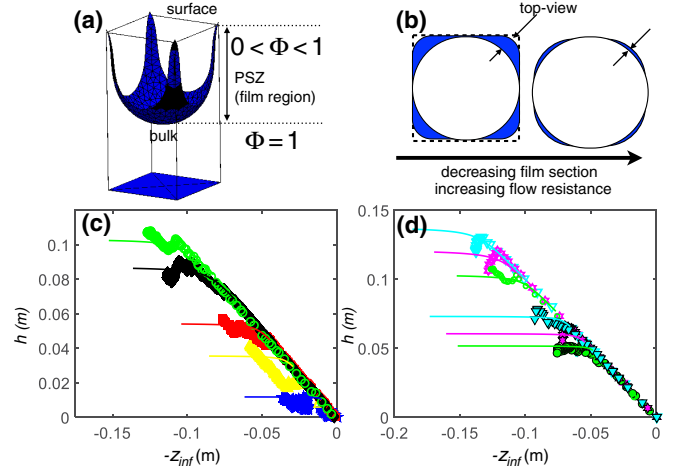 (a)
surface
0 < Φ < 1
PSZ
(film region)
bulk
Φ = 1
(b)
top-view
decreasing film section
increasing flow resistance
(c)
0.1
0.08
0.06
0.04
0.02
0
h (m)
-0.15
-0.1
-0.05
0
-z_inf (m)
(d)
0.15
0.1
0.05
0
h (m)
-0.2
-0.15
-0.1
-0.05
0
-z_inf (m)